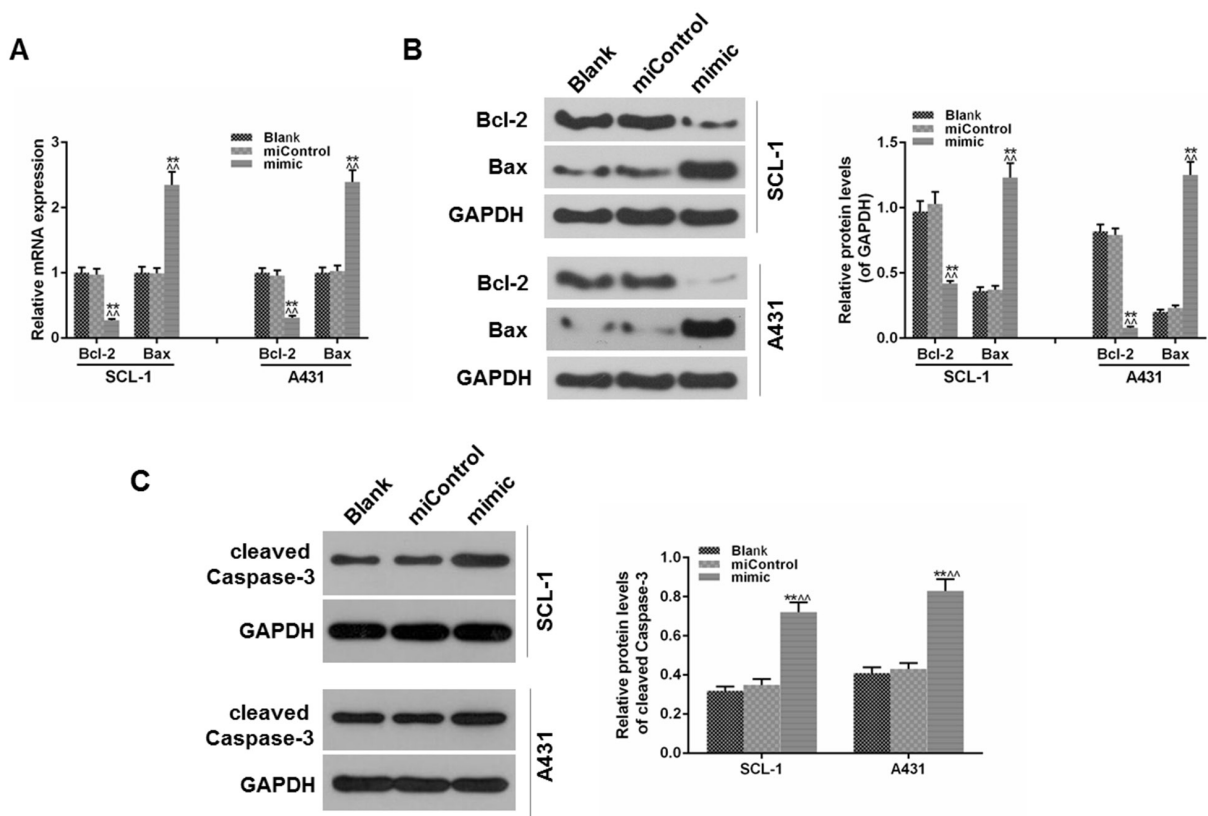 A
Relative mRNA expression
3
2
1
0
Blank
miControl
mimic
**
^^
**
^^
**
^^
**
^^
Bcl-2 Bax Bcl-2 Bax
SCL-1 A431
B
Blank miControl mimic
Bcl-2
Bax
GAPDH
SCL-1
Bcl-2
Bax
GAPDH
A431
Relative protein levels
(of GAPDH)
1.5
1.0
0.5
0.0
Blank
miControl
mimic
**
^^
**
^^
**
^^
**
^^
Bcl-2 Bax Bcl-2 Bax
SCL-1 A431
C
Blank miControl mimic
cleaved
Caspase-3
GAPDH
SCL-1
cleaved
Caspase-3
GAPDH
A431
Relative protein levels
of cleaved Caspase-3
1.0
0.8
0.6
0.4
0.2
0.0
Blank
miControl
mimic
**^^
**^^
SCL-1 A431